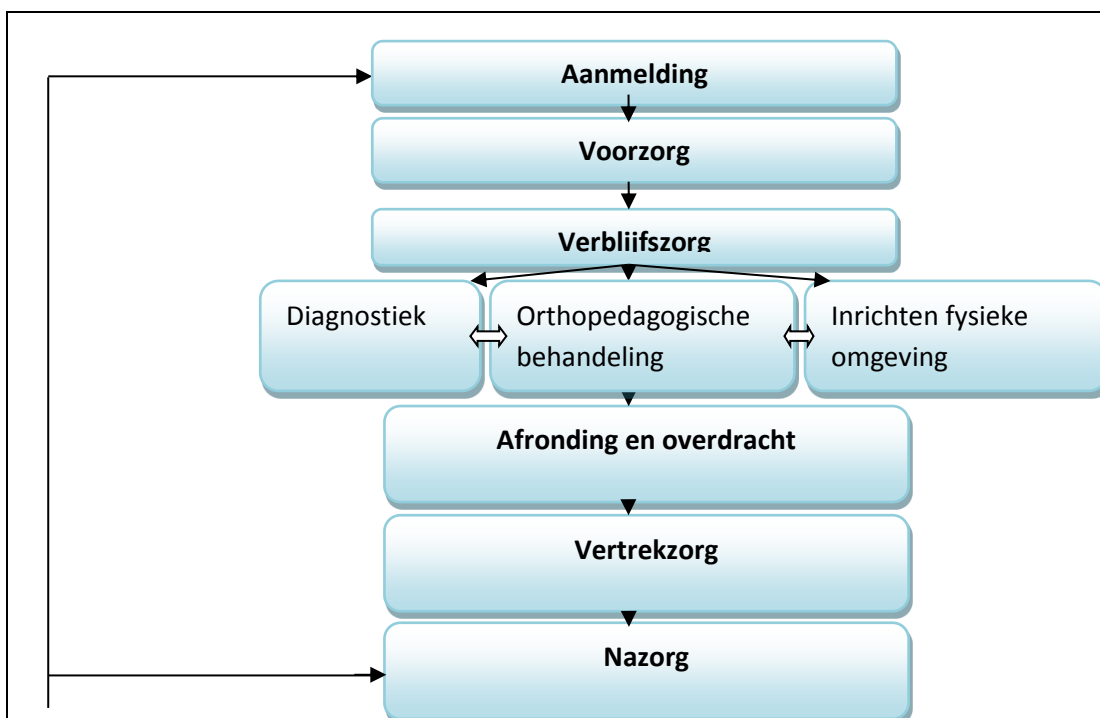 Aanmelding
Voorzorg
Verblijfszorg
Diagnostiek
Orthopedagogische
behandeling
Inrichten fysieke
omgeving
Afronding en overdracht
Vertrekzorg
Nazorg